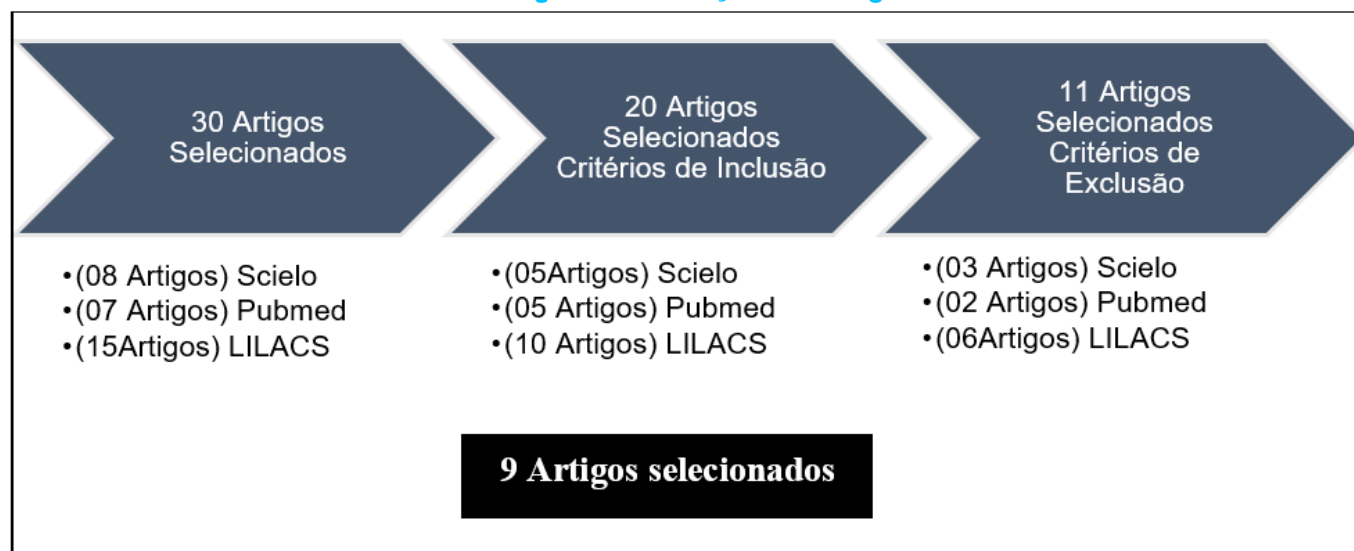 30 Artigos
Selecionados
20 Artigos
Selecionados
Critérios de Inclusão
11 Artigos
Selecionados
Critérios de
Exclusão
•(08 Artigos) Scielo
•(07 Artigos) Pubmed
•(15Artigos) LILACS
•(05Artigos) Scielo
•(05 Artigos) Pubmed
•(10 Artigos) LILACS
•(03 Artigos) Scielo
•(02 Artigos) Pubmed
•(06Artigos) LILACS
9 Artigos selecionados